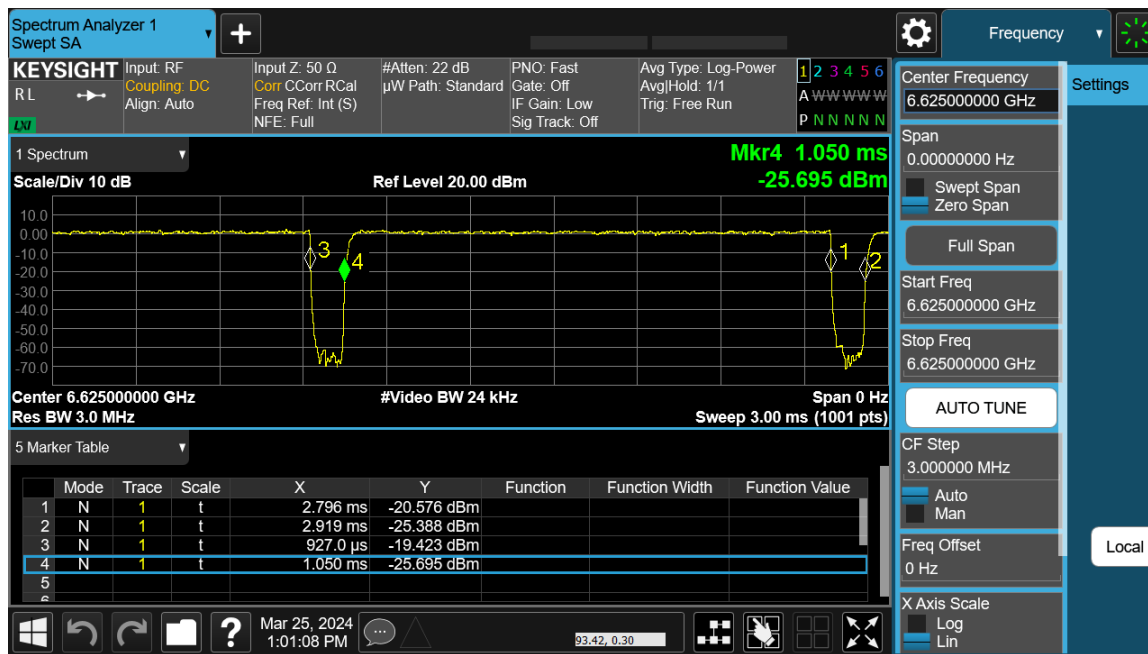 Spectrum Analyzer 1
Swept SA
+
Frequency
KEYSIGHT
Input: RF
Input Z: 50 Ω
#Atten: 22 dB
PNO: Fast
Avg Type: Log-Power
1 2 3 4 5 6
R L
Coupling: DC
Corr CCorr RCal
µW Path: Standard
Gate: Off
Avg|Hold: 1/1
A W W W W W
Align: Auto
Freq Ref: Int (S)
IF Gain: Low
Trig: Free Run
LXI
NFE: Full
Sig Track: Off
P N N N N N
1 Spectrum
Mkr4 1.050 ms
Scale/Div 10 dB
Ref Level 20.00 dBm
-25.695 dBm
10.0
0.00
-10.0
-20.0
-30.0
-40.0
-50.0
-60.0
-70.0
3
4
1
2
Center 6.625000000 GHz
#Video BW 24 kHz
Span 0 Hz
Res BW 3.0 MHz
Sweep 3.00 ms (1001 pts)
5 Marker Table
Mode Trace Scale X Y Function Function Width Function Value
1 N 1 t 2.796 ms -20.576 dBm
2 N 1 t 2.919 ms -25.388 dBm
3 N 1 t 927.0 µs -19.423 dBm
4 N 1 t 1.050 ms -25.695 dBm
5
6
?
Mar 25, 2024
1:01:08 PM
93.42, 0.30
Center Frequency
6.625000000 GHz
Settings
Span
0.00000000 Hz
Swept Span
Zero Span
Full Span
Start Freq
6.625000000 GHz
Stop Freq
6.625000000 GHz
AUTO TUNE
CF Step
3.000000 MHz
Auto
Man
Freq Offset
0 Hz
Local
X Axis Scale
Log
Lin